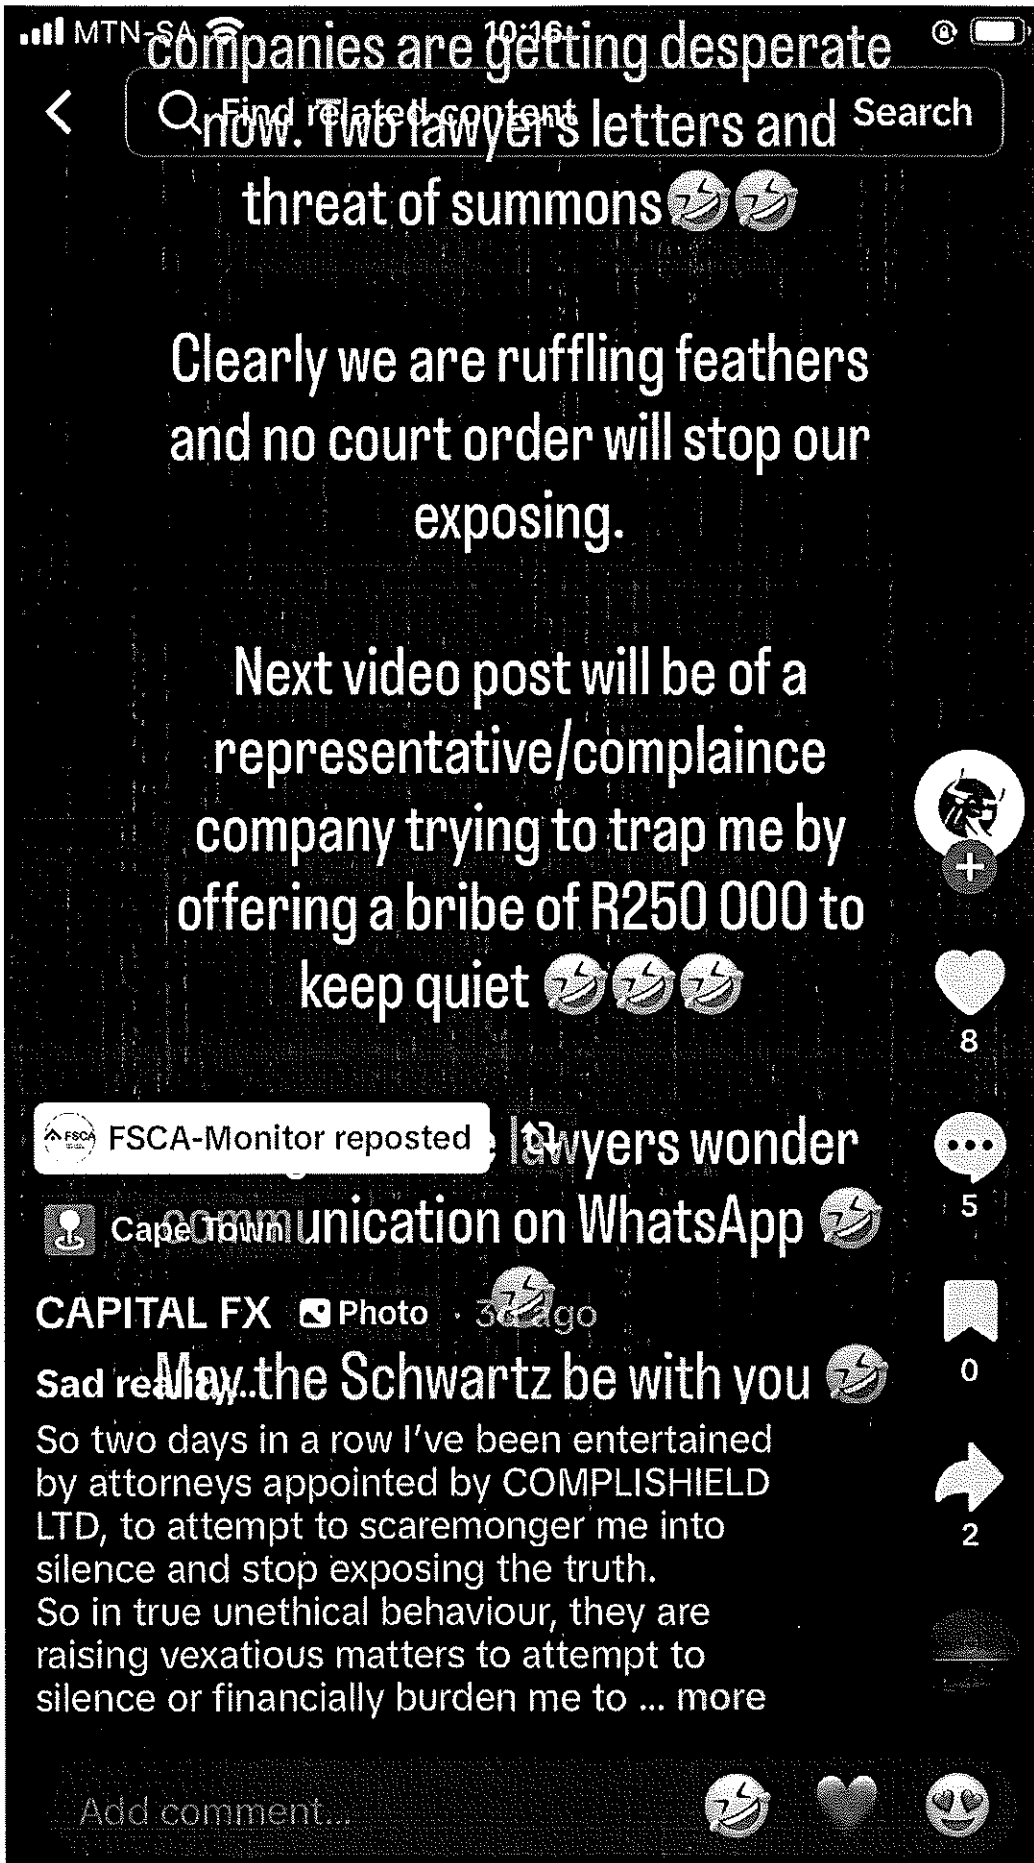 MTN-SA 10:16
companies are getting desperate
Find related content Search
now. Two lawyers letters and
threat of summons🤣🤣
Clearly we are ruffling feathers
and no court order will stop our
exposing.
Next video post will be of a
representative/complaince
company trying to trap me by
offering a bribe of R250 000 to
keep quiet 🤣🤣🤣
8
FSCA
FSCA-Monitor reposted
lawyers wonder
5
Cape Town
communication on WhatsApp 🤣
🤣
CAPITAL FX Photo · ago
0
Sad really...
May the Schwartz be with you 🤣
So two days in a row I've been entertained
by attorneys appointed by COMPLISHIELD
LTD, to attempt to scaremonger me into
silence and stop exposing the truth.
So in true unethical behaviour, they are
raising vexatious matters to attempt to
silence or financially burden me to ... more
2
Add comment...
🤣 ❤️ 😍